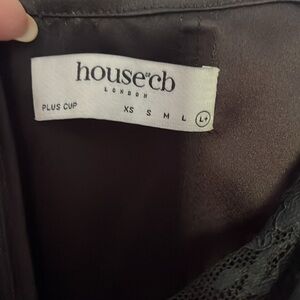 house of cb
LONDON
PLUS CUP XS S M L L+